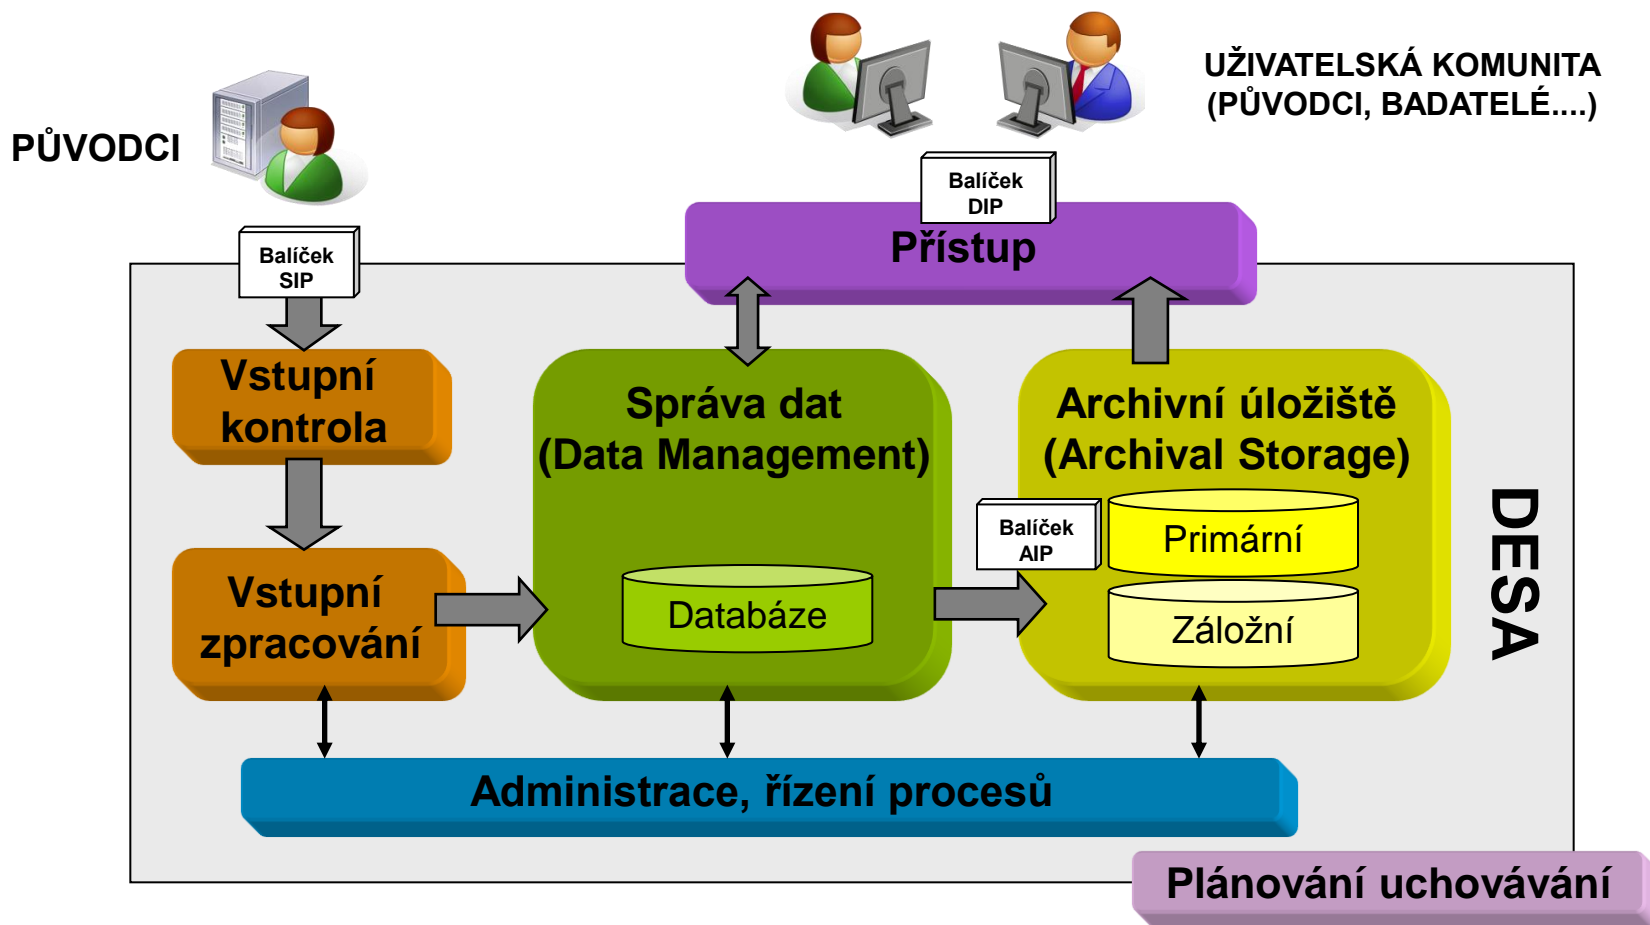 UŽIVATELSKÁ KOMUNITA
(PŮVODCI, BADATELÉ....)
PŮVODCI
Balíček
DIP
Přístup
Balíček
SIP
Vstupní
kontrola
Správa dat
(Data Management)
Archivní úložiště
(Archival Storage)
Balíček
AIP
Primární
DESA
Vstupní
zpracování
Databáze
Záložní
Administrace, řízení procesů
Plánování uchovávání